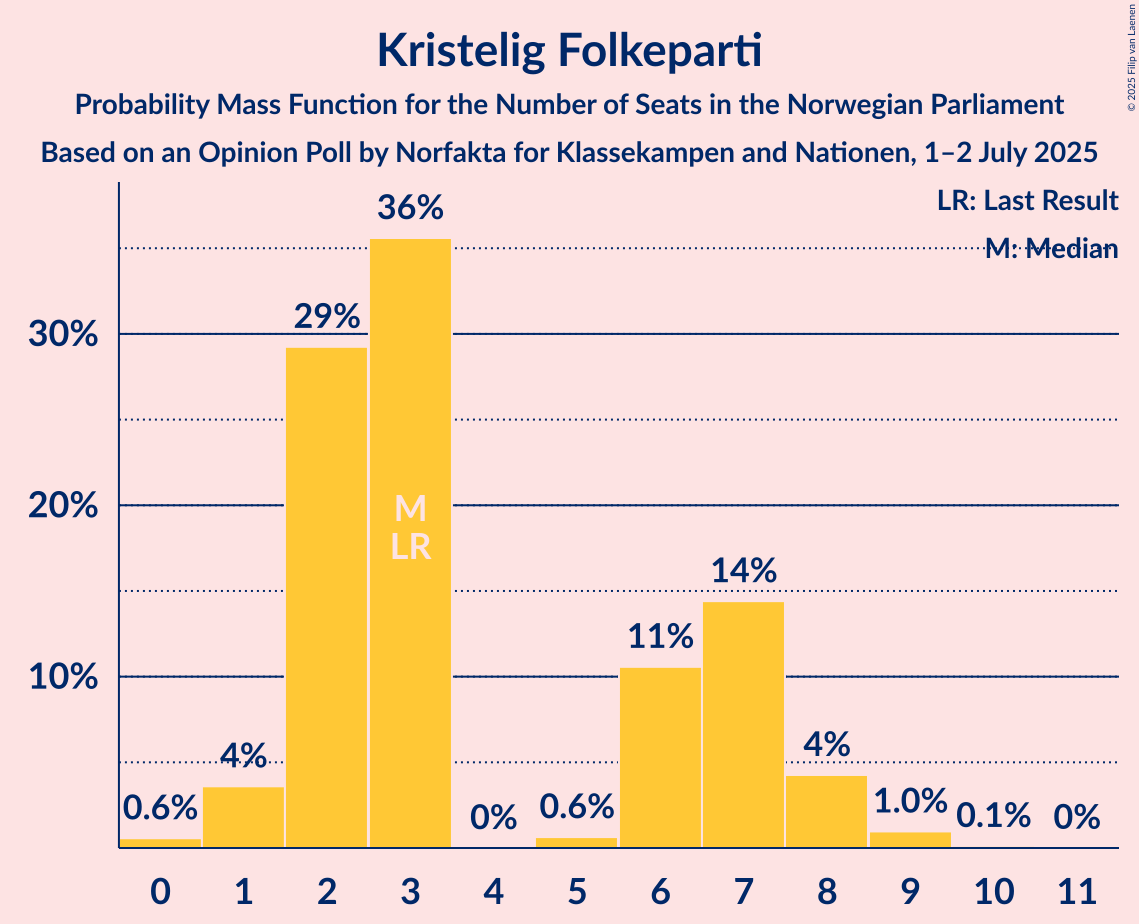 Kristelig Folkeparti
Probability Mass Function for the Number of Seats in the Norwegian Parliament
Based on an Opinion Poll by Norfakta for Klassekampen and Nationen, 1–2 July 2025
© 2025 Filip van Laenen
LR: Last Result
M: Median
36%
29%
30%
20%
10%
M
LR
14%
11%
0.6%
4%
0%
0.6%
4%
1.0%
0.1%
0%
0 1 2 3 4 5 6 7 8 9 10 11